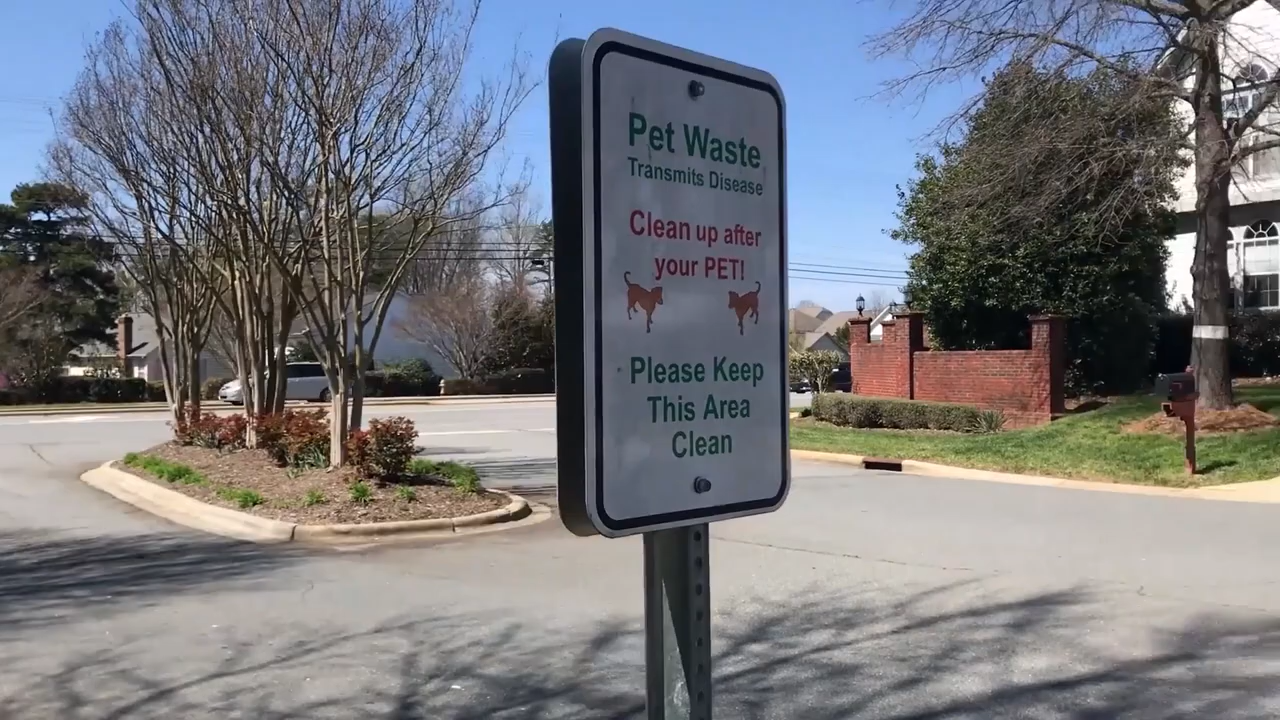 Pet Waste
Transmits Disease
Clean up after
your PET!
Please Keep
This Area
Clean